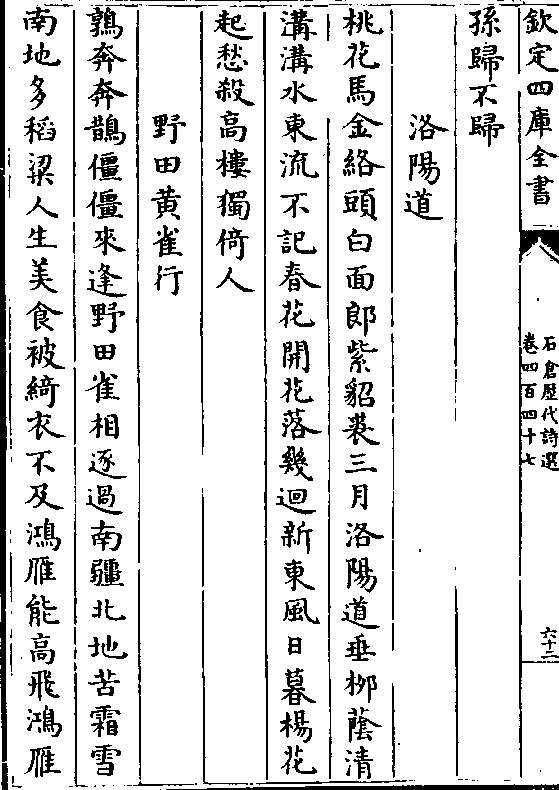 欽定四庫全書
石倉歷代詩選
卷四百四十七
六十二
孫歸不歸
洛陽道
桃花馬金絡頭白面郎紫貂裘三月洛陽道垂柳蔭清
溝溝水東流不記春花開花落幾迴新東風日暮楊花
起愁殺高樓獨倚人
野田黄雀行
鶉奔奔鵲僵僵來逢野田雀相逐過南疆北地苦霜雪
南地多稻粱人生美食被綺衣不及鴻雁能高飛鴻雁